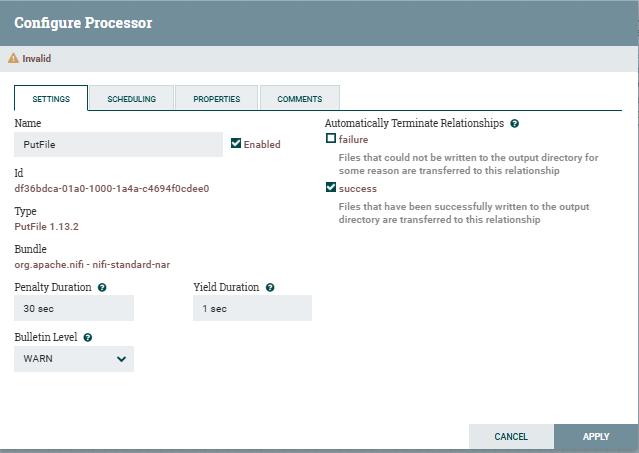 Configure Processor
Invalid
SETTINGS
SCHEDULING
PROPERTIES
COMMENTS
Name
PutFile
Enabled
Id
df36bdca-01a0-1000-1a4a-c4694f0cdee0
Type
PutFile 1.13.2
Bundle
org.apache.nifi - nifi-standard-nar
Penalty Duration
Yield Duration
30 sec
1 sec
Bulletin Level
WARN
Automatically Terminate Relationships
failure
Files that could not be written to the output directory for
some reason are transferred to this relationship
success
Files that have been successfully written to the output
directory are transferred to this relationship
CANCEL
APPLY